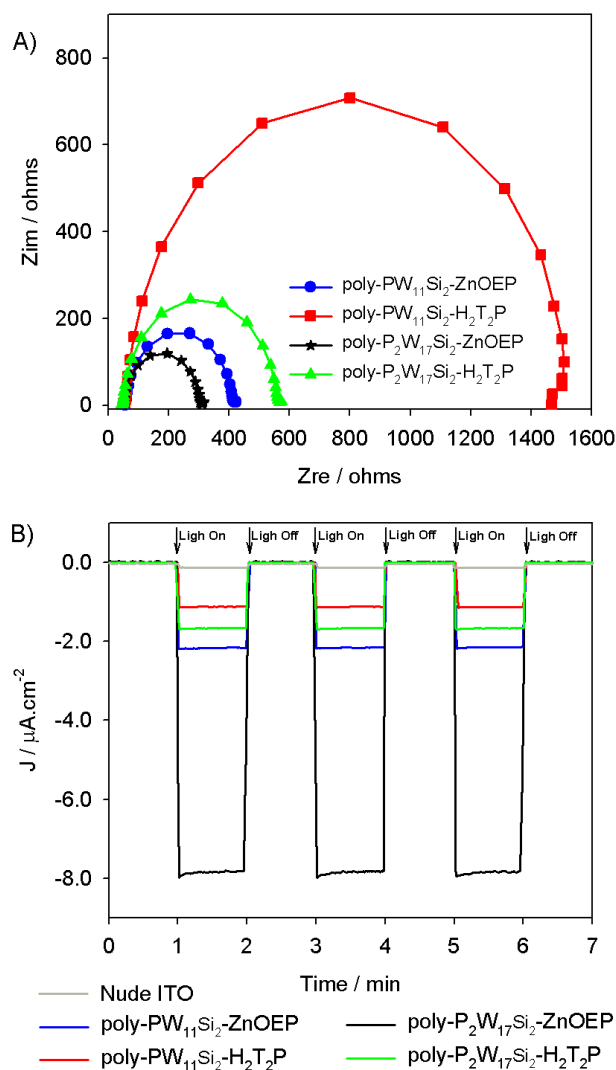 A)
800
600
400
200
0
Zim / ohms
poly-PW₁₁Si₂-ZnOEP
poly-PW₁₁Si₂-H₂T₂P
poly-P₂W₁₇Si₂-ZnOEP
poly-P₂W₁₇Si₂-H₂T₂P
0 200 400 600 800 1000 1200 1400 1600
Zre / ohms
B)
Ligh On Ligh Off Ligh On Ligh Off Ligh On Ligh Off
0.0
-2.0
-4.0
-6.0
-8.0
J / μA.cm⁻²
0 1 2 3 4 5 6 7
Time / min
Nude ITO
poly-PW₁₁Si₂-ZnOEP poly-P₂W₁₇Si₂-ZnOEP
poly-PW₁₁Si₂-H₂T₂P poly-P₂W₁₇Si₂-H₂T₂P